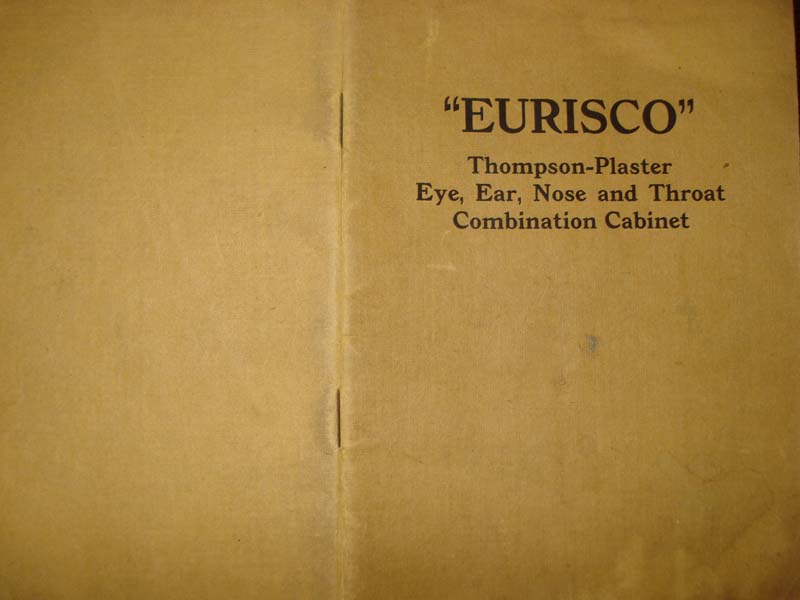 “EURISCO”
Thompson-Plaster
Eye, Ear, Nose and Throat
Combination Cabinet